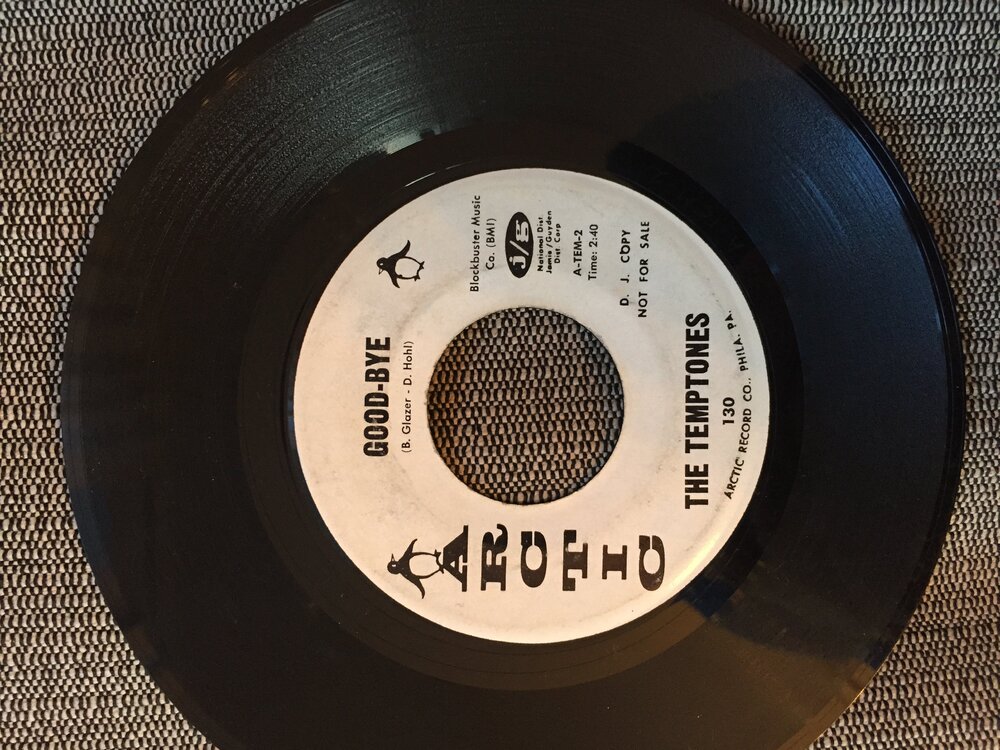 GOOD-BYE
(B. Glazer - D. Hohl)
ARCTIC
Blockbuster Music
Co. (BMI)
j/g
National Dist.
Jamie/Guyden
Dist. Corp
A-TEM-2
Time: 2:40
D. J. COPY
NOT FOR SALE
THE TEMPTONES
130
ARCTIC RECORD CO., PHILA. PA.